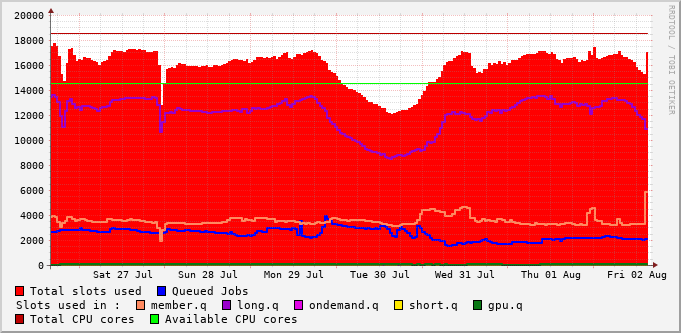 20000
18000
16000
14000
12000
10000
8000
6000
4000
2000
0
Sat 27 Jul Sun 28 Jul Mon 29 Jul Tue 30 Jul Wed 31 Jul Thu 01 Aug Fri 02 Aug
Total slots used Queued Jobs
Slots used in : member.q long.q ondemand.q short.q gpu.q
Total CPU cores Available CPU cores
RRDTOOL / TOBI OETIKER